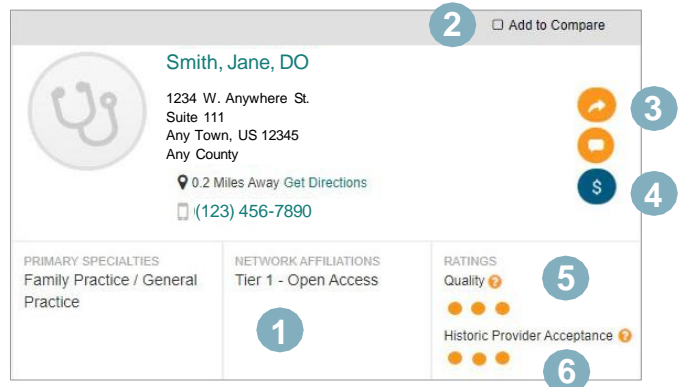 2
Add to Compare
Smith, Jane, DO
1234 W. Anywhere St.
Suite 111
Any Town, US 12345
Any County
0.2 Miles Away Get Directions
(123) 456-7890
3
$
4
PRIMARY SPECIALTIES
Family Practice / General
Practice
NETWORK AFFILIATIONS
Tier 1 - Open Access
1
RATINGS
Quality ?
5
Historic Provider Acceptance ?
6